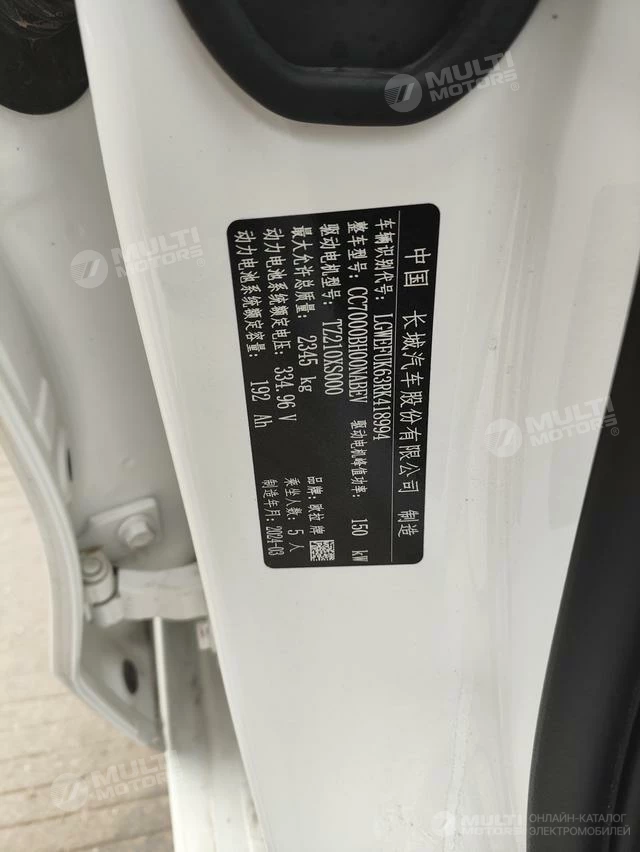 中国 长城汽车股份有限公司 制造
车辆识别代号: LGWEFUK63RK418994
整车型号: CC7000BH00NABEV 驱动电机峰值功率: 150 kW
驱动电机型号: TZ210XS000
最大允许总质量: 2345 kg 品牌: 欧拉 牌
动力电池系统额定电压: 334.96 V 乘坐人数: 5 人
动力电池系统额定容量: 192 Ah 制造年月: 2024-03
MULTI
MOTORS
MULTI
MOTORS
MULTI
MOTORS
MULTI
MOTORS
ОНЛАЙН-КАТАЛОГ
ЭЛЕКТРОМОБИЛЕЙ